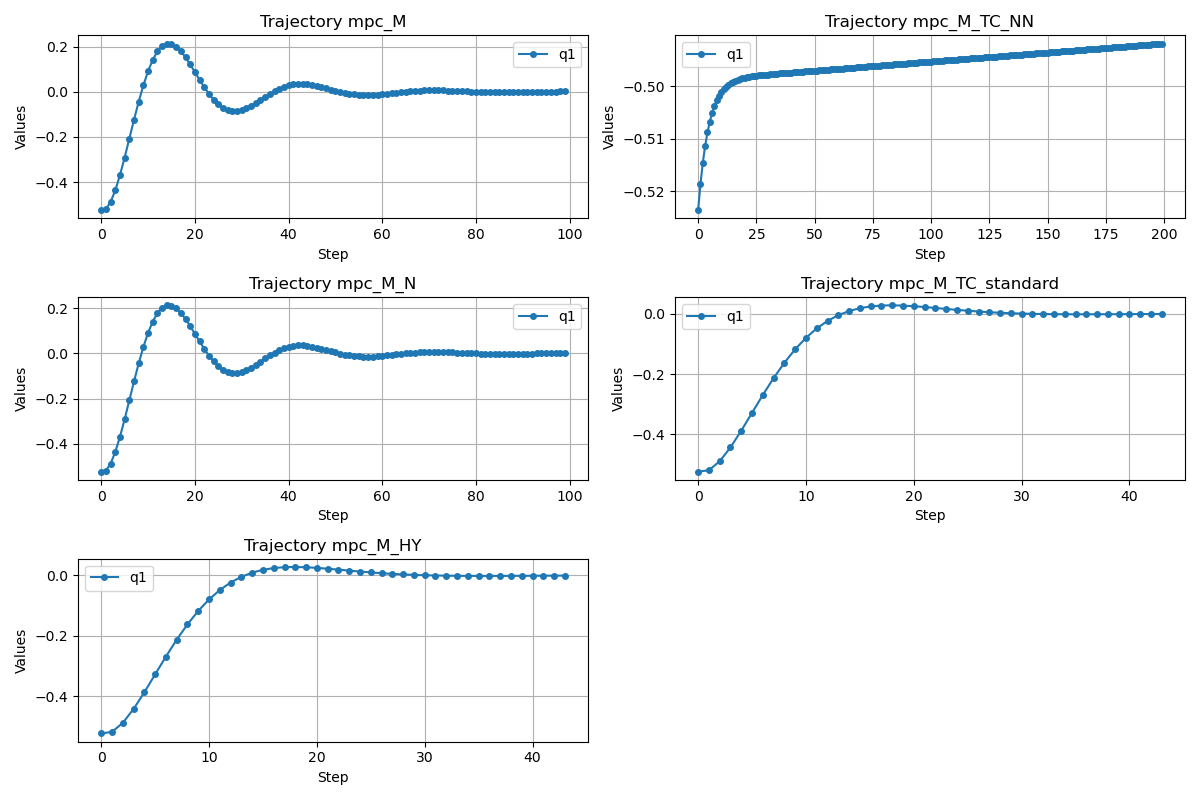 Trajectory mpc_M
0.2
0.0
−0.2
−0.4
Values
q1
0 20 40 60 80 100
Step
Trajectory mpc_M_TC_NN
−0.50
−0.51
−0.52
Values
q1
0 25 50 75 100 125 150 175 200
Step
Trajectory mpc_M_N
0.2
0.0
−0.2
−0.4
Values
q1
0 20 40 60 80 100
Step
Trajectory mpc_M_TC_standard
0.0
−0.2
−0.4
Values
q1
0 10 20 30 40
Step
Trajectory mpc_M_HY
0.0
−0.2
−0.4
Values
q1
0 10 20 30 40
Step